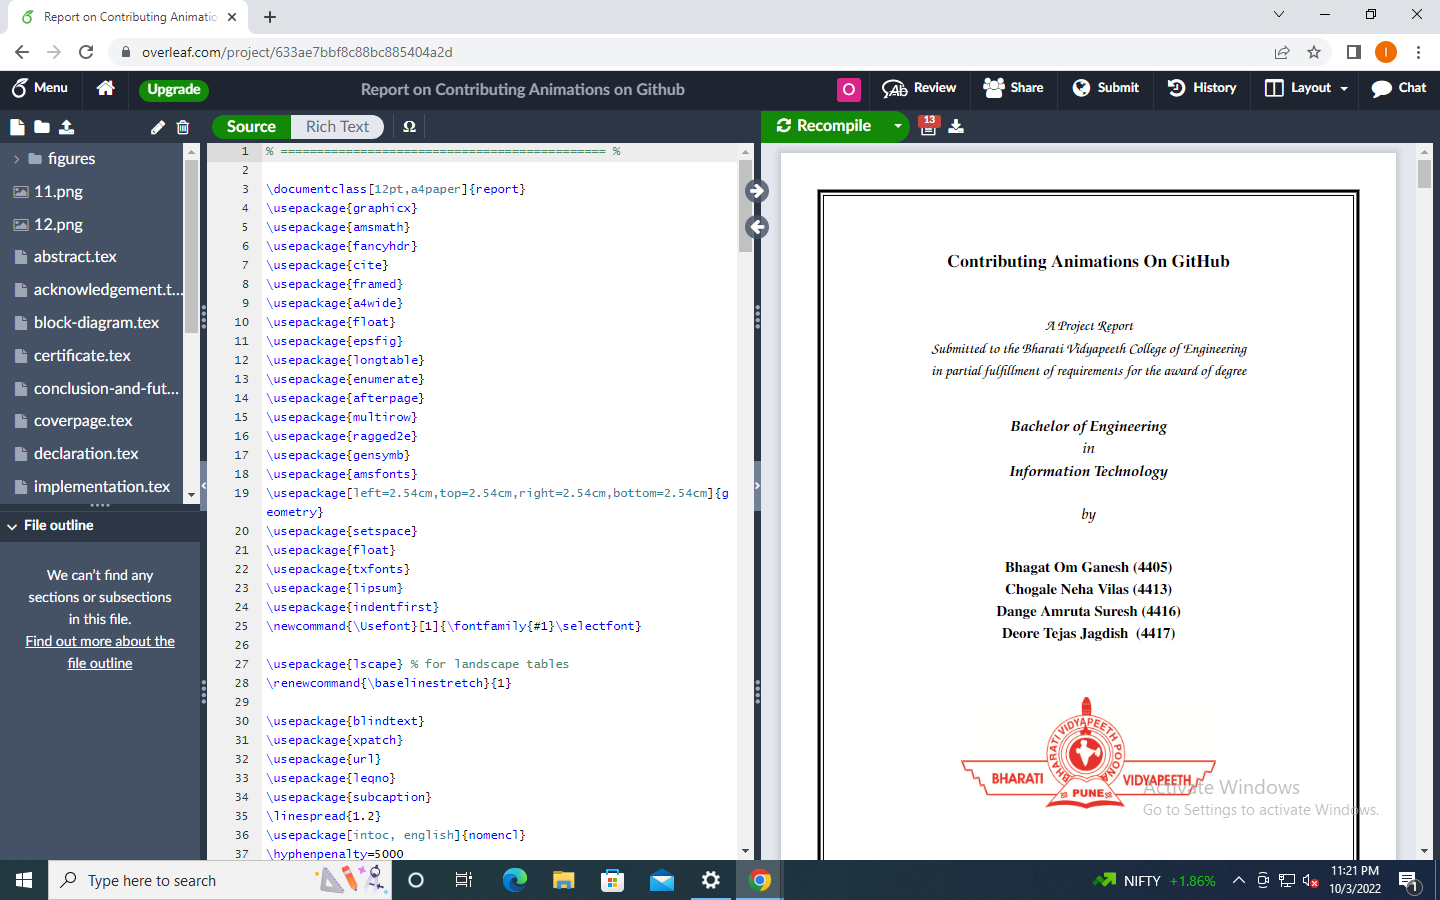 Report on Contributing Animatio
overleaf.com/project/633ae7bbf8c88bc885404a2d
I
Menu
Upgrade
Report on Contributing Animations on Github
O
Review
Share
Submit
History
Layout
Chat
Source
Rich Text
Ω
Recompile
13
figures
11.png
12.png
abstract.tex
acknowledgement.t...
block-diagram.tex
certificate.tex
conclusion-and-fut...
coverpage.tex
declaration.tex
implementation.tex
File outline
We can't find any
sections or subsections
in this file.
Find out more about the
file outline
1 % ============================================= %
2
3 \documentclass[12pt,a4paper]{report}
4 \usepackage{graphicx}
5 \usepackage{amsmath}
6 \usepackage{fancyhdr}
7 \usepackage{cite}
8 \usepackage{framed}
9 \usepackage{a4wide}
10 \usepackage{float}
11 \usepackage{epsfig}
12 \usepackage{longtable}
13 \usepackage{enumerate}
14 \usepackage{afterpage}
15 \usepackage{multirow}
16 \usepackage{ragged2e}
17 \usepackage{gensymb}
18 \usepackage{amsfonts}
19 \usepackage[left=2.54cm,top=2.54cm,right=2.54cm,bottom=2.54cm]{g
eometry}
20 \usepackage{setspace}
21 \usepackage{float}
22 \usepackage{txfonts}
23 \usepackage{lipsum}
24 \usepackage{indentfirst}
25 \newcommand{\Usefont}[1]{\fontfamily{#1}\selectfont}
26
27 \usepackage{lscape} % for landscape tables
28 \renewcommand{\baselinestretch}{1}
29
30 \usepackage{blindtext}
31 \usepackage{xpatch}
32 \usepackage{url}
33 \usepackage{leqno}
34 \usepackage{subcaption}
35 \linespread{1.2}
36 \usepackage[intoc, english]{nomencl}
37 \hyphenpenalty=5000
Contributing Animations On GitHub
A Project Report
Submitted to the Bharati Vidyapeeth College of Engineering
in partial fulfillment of requirements for the award of degree
Bachelor of Engineering
in
Information Technology
by
Bhagat Om Ganesh (4405)
Chogale Neha Vilas (4413)
Dange Amruta Suresh (4416)
Deore Tejas Jagdish (4417)
BHARATI VIDYAPEETH POONA
BHARATI
VIDYAPEETH
PUNE
Activate Windows
Go to Settings to activate Windows.
Type here to search
NIFTY +1.86%
11:21 PM
10/3/2022
1